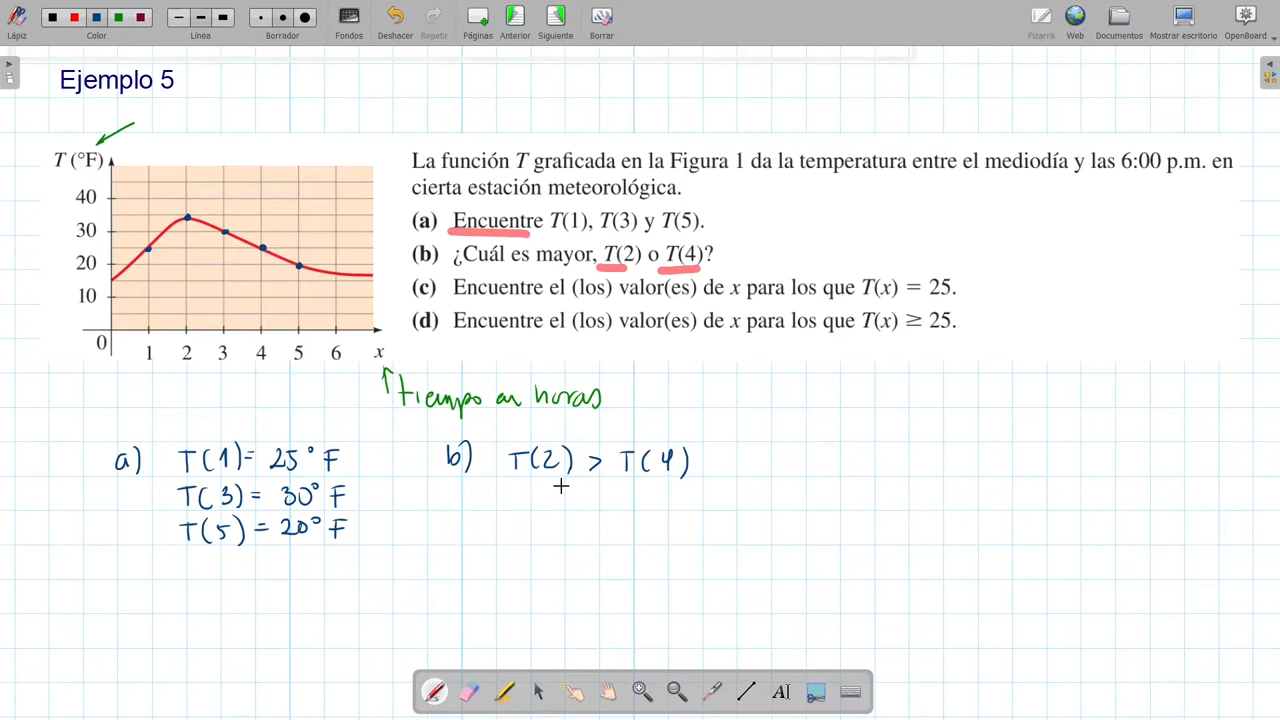 Lápiz Color Línea Borrador Fondos Deshacer Repetir Páginas Anterior Siguiente Borrar Pizarra Web Documentos Mostrar escritorio OpenBoard
Ejemplo 5
T (°F)
40
30
20
10
0
1 2 3 4 5 6 x
La función T graficada en la Figura 1 da la temperatura entre el mediodía y las 6:00 p.m. en
cierta estación meteorológica.
(a) Encuentre T(1), T(3) y T(5).
(b) ¿Cuál es mayor, T(2) o T(4)?
(c) Encuentre el (los) valor(es) de x para los que T(x) = 25.
(d) Encuentre el (los) valor(es) de x para los que T(x) ≥ 25.
↑ tiempo en horas
a) T(1) = 25° F
T(3) = 30° F
T(5) = 20° F
b) T(2) > T(4)
AI